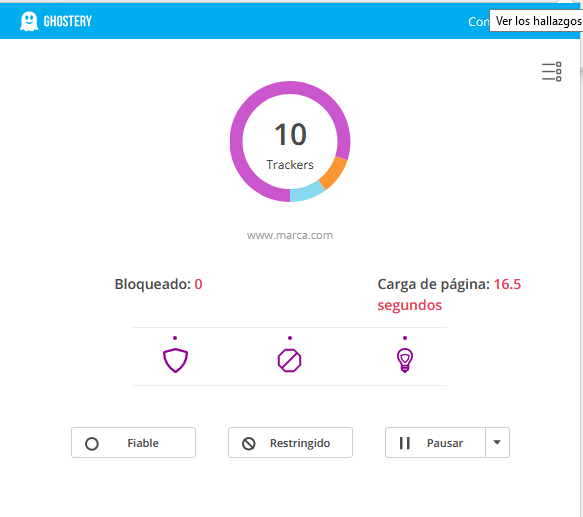 GHOSTERY
Ver los hallazgos
10
Trackers
www.marca.com
Bloqueado: 0
Carga de página: 16.5
segundos
Fiable
Restringido
Pausar